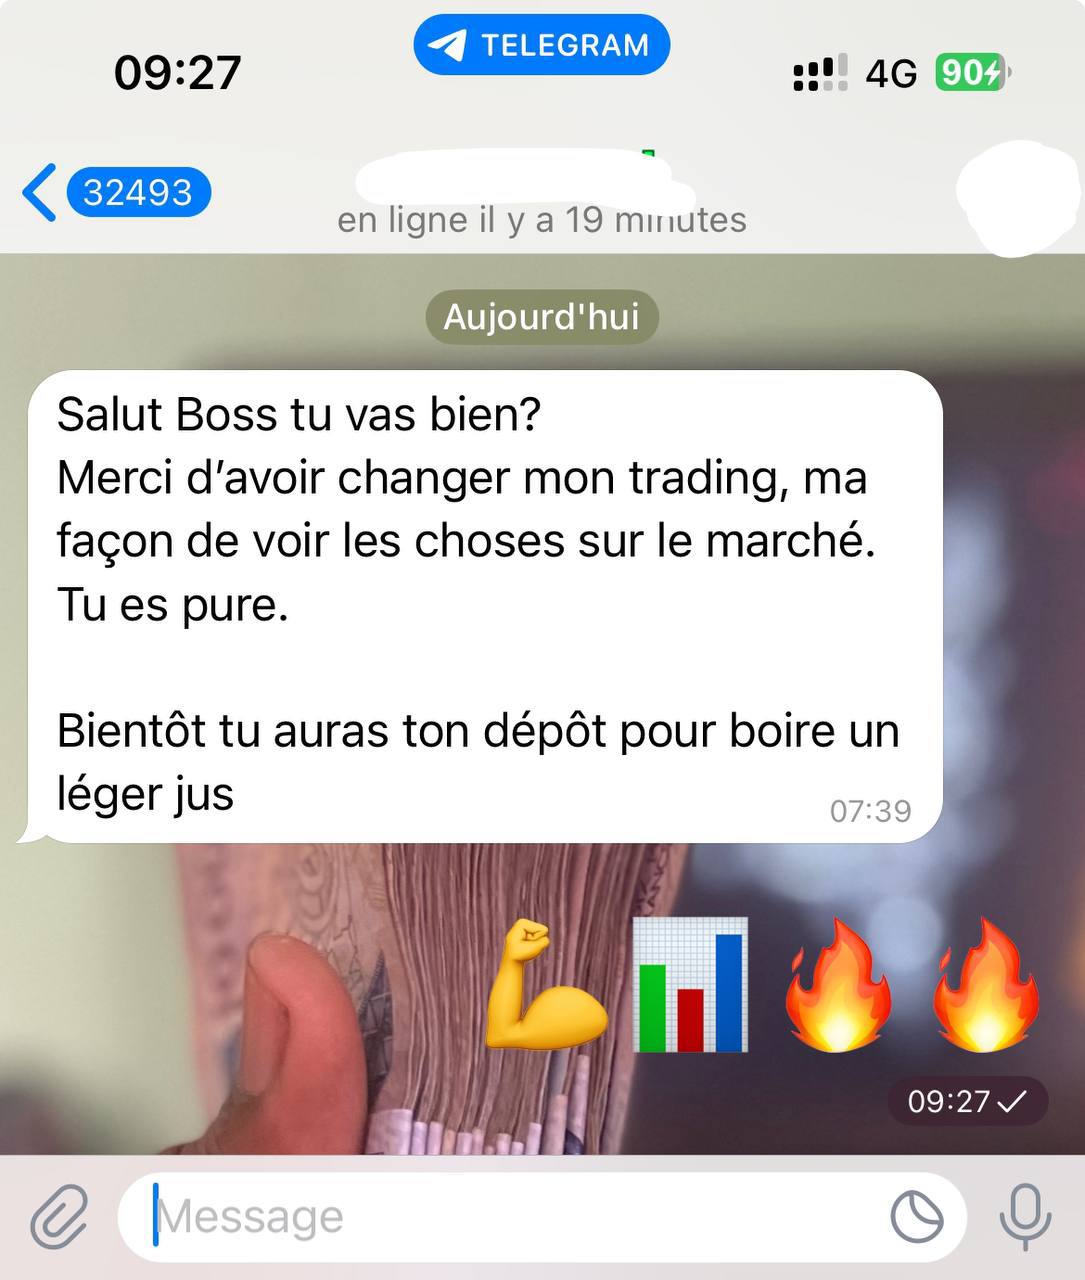 TELEGRAM
09:27
4G 90
32493
en ligne il y a 19 minutes
Aujourd'hui
Salut Boss tu vas bien?
Merci d’avoir changer mon trading, ma
façon de voir les choses sur le marché.
Tu es pure.
Bientôt tu auras ton dépôt pour boire un
léger jus
07:39
💪📊🔥🔥
09:27
Message